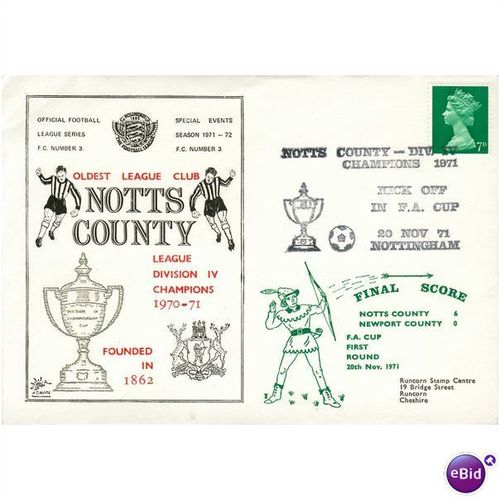 OFFICIAL FOOTBALL
LEAGUE SERIES
F.C. NUMBER 3
SPECIAL EVENTS
SEASON 1971-72
F.C. NUMBER 3
OLDEST LEAGUE CLUB
NOTTS
COUNTY
LEAGUE
DIVISION IV
CHAMPIONS
1970-71
FOUNDED
IN
1862
7D
NOTTS COUNTY - DIV IV
CHAMPIONS 1971
KICK OFF
IN F.A. CUP
20 NOV 71
NOTTINGHAM
FINAL SCORE
NOTTS COUNTY 6
NEWPORT COUNTY 0
F.A. CUP
FIRST
ROUND
20th Nov. 1971
Runcorn Stamp Centre
19 Bridge Street
Runcorn
Cheshire
eBid